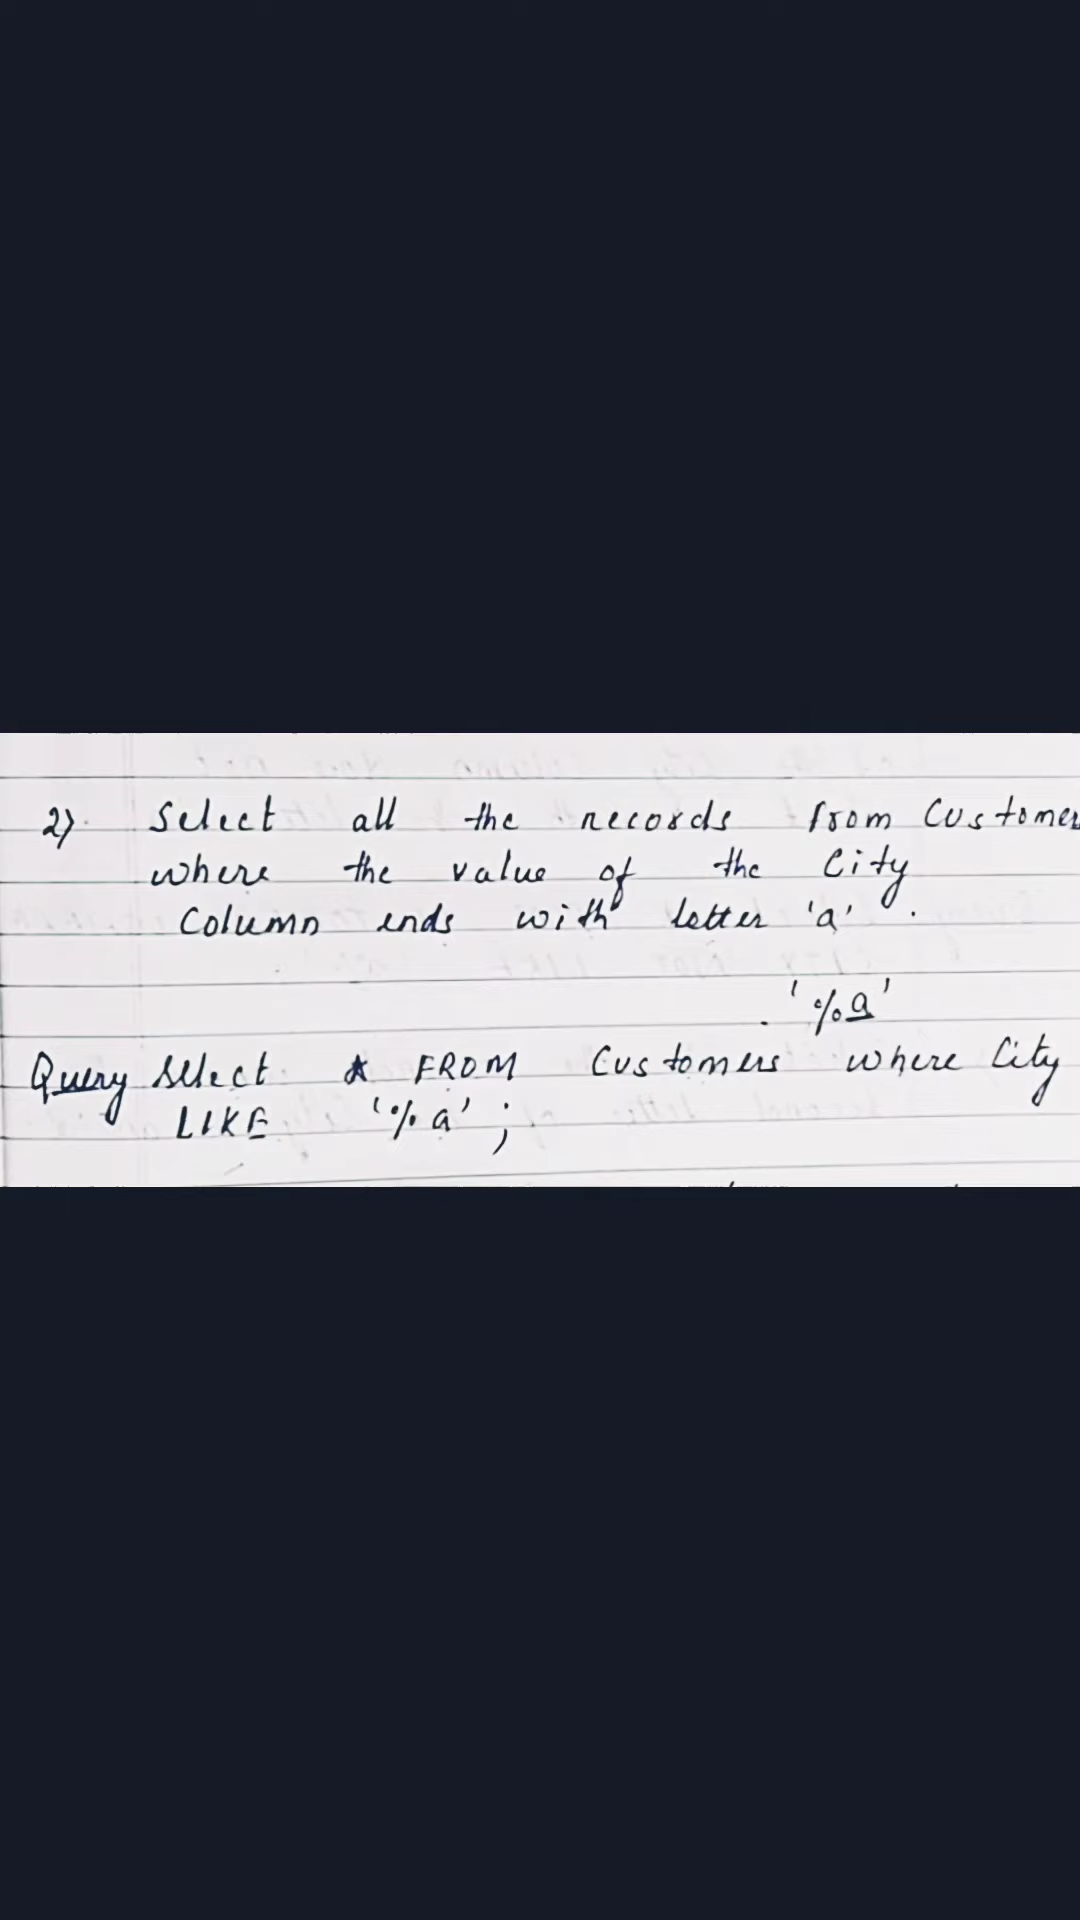 2) Select all the records from Customer
where the value of the City
Column ends with letter 'a'.
'%a'
Query Select * FROM Customers where City
LIKE '%a' ;